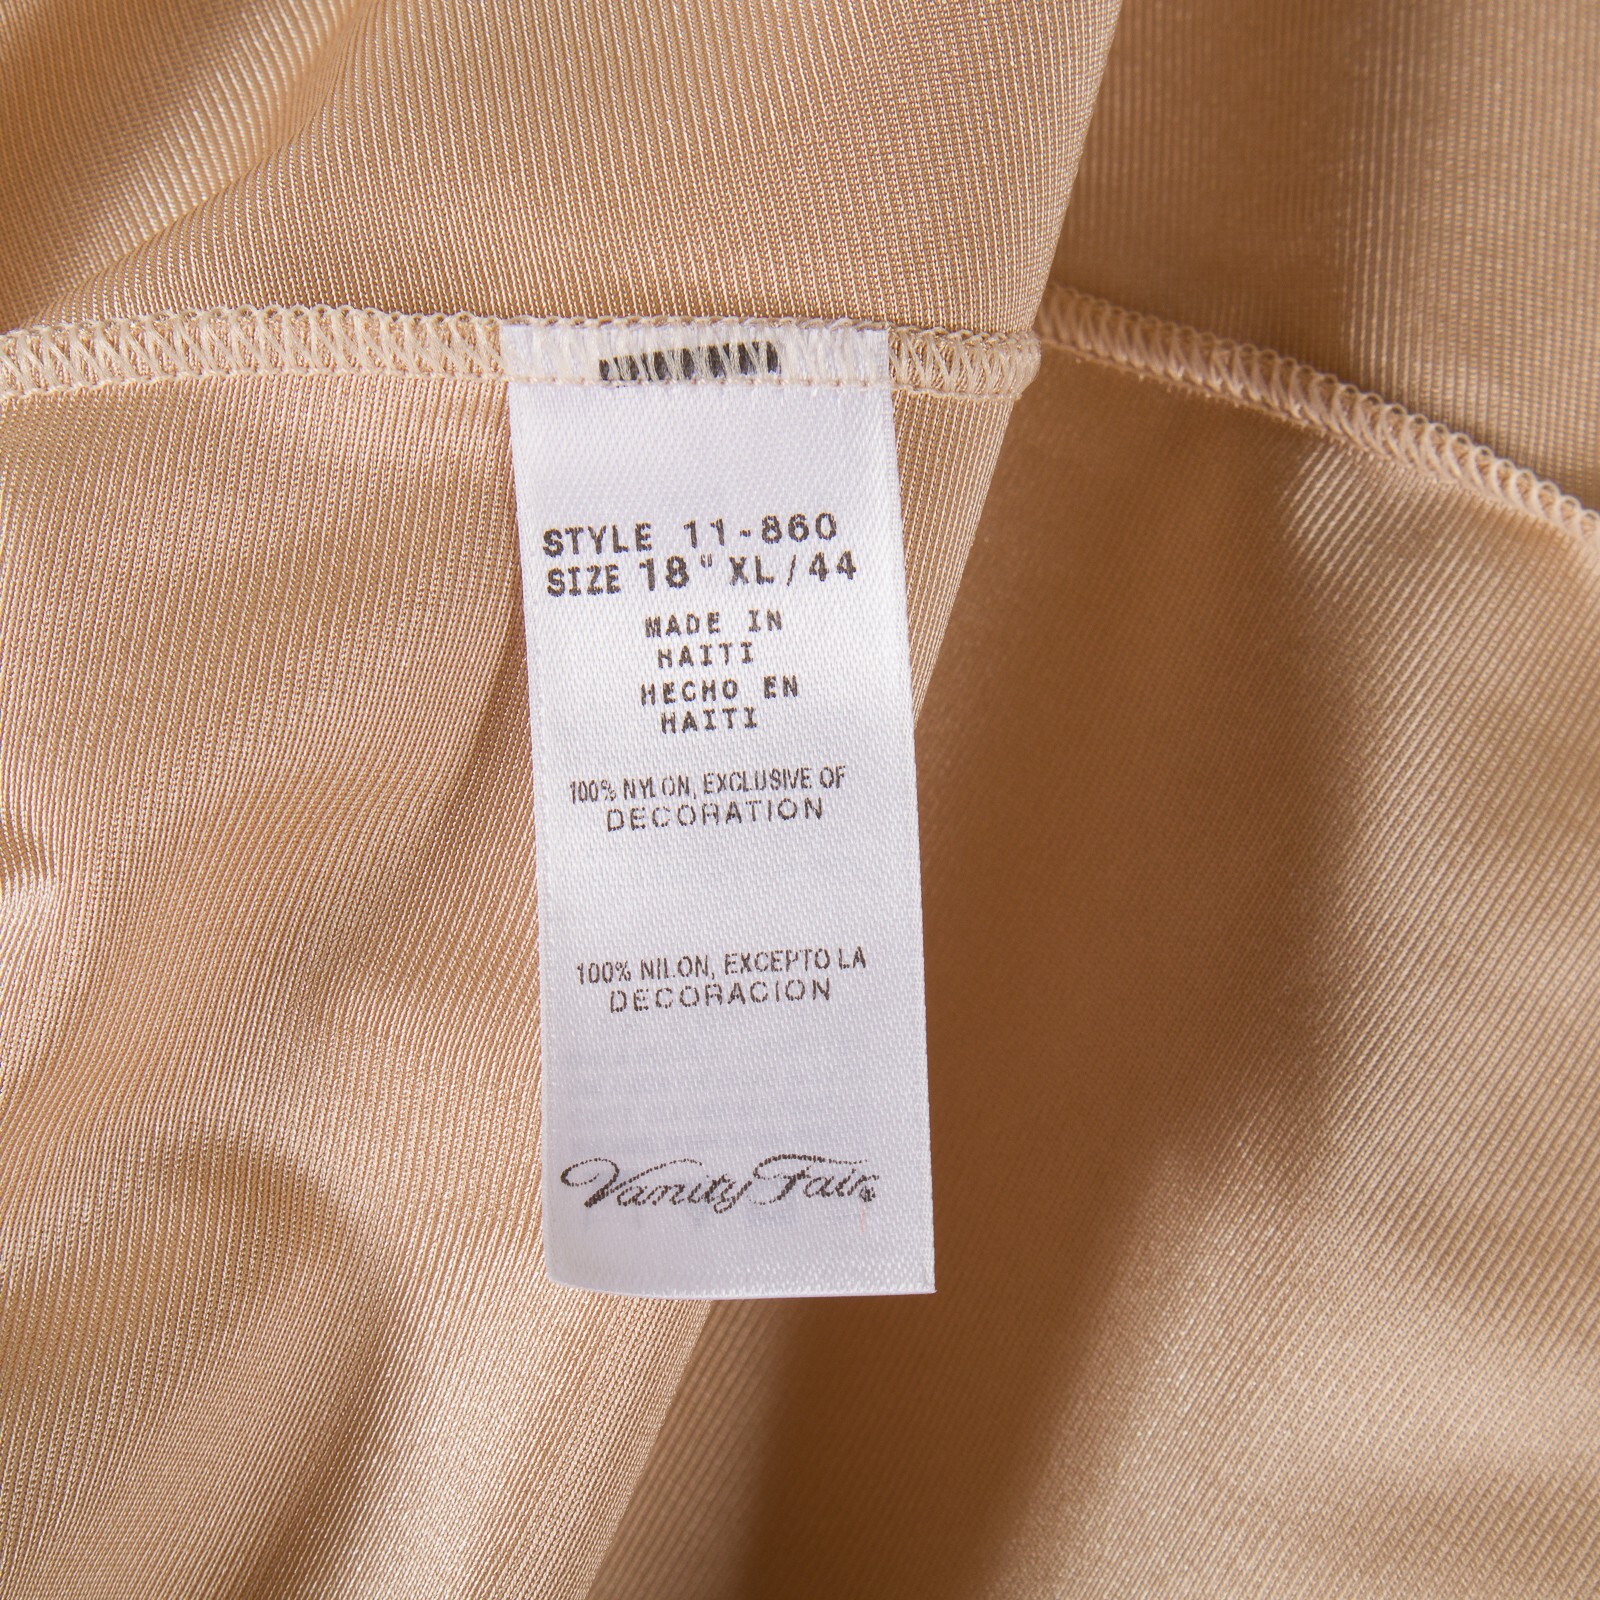 STYLE 11-860
SIZE 18" XL/44
MADE IN
HAITI
HECHO EN
HAITI
100% NYLON, EXCLUSIVE OF
DECORATION
100% NILON, EXCEPTO LA
DECORACION
Vanity Fair